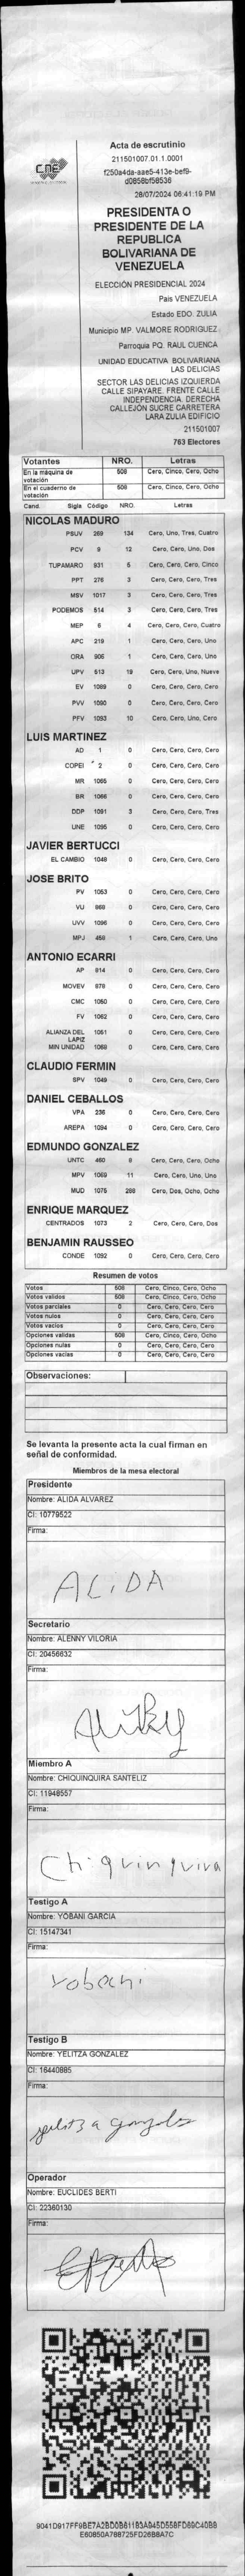 CNE
Acta de escrutinio
211501007.01.1.0001
f250a4da-aae5-413e-bef9-
d0858bf58536
28/07/2024 06:41:19 PM
PRESIDENTA O
PRESIDENTE DE LA
REPUBLICA
BOLIVARIANA DE
VENEZUELA
ELECCIÓN PRESIDENCIAL 2024
País VENEZUELA
Estado EDO. ZULIA
Municipio MP. VALMORE RODRIGUEZ
Parroquia PQ. RAUL CUENCA
UNIDAD EDUCATIVA BOLIVARIANA
LAS DELICIAS
SECTOR LAS DELICIAS IZQUIERDA
CALLE SIPAYARE. FRENTE CALLE
INDEPENDENCIA. DERECHA
CALLEJÓN SUCRE CARRETERA
LARA ZULIA EDIFICIO
211501007
763 Electores
Votantes NRO. Letras
En la máquina de votación 508 Cero, Cinco, Cero, Ocho
En el cuaderno de votación 508 Cero, Cinco, Cero, Ocho
Cand. Sigla Código NRO. Letras
NICOLAS MADURO
PSUV 269 134 Cero, Uno, Tres, Cuatro
PCV 9 12 Cero, Cero, Uno, Dos
TUPAMARO 931 5 Cero, Cero, Cero, Cinco
PPT 276 3 Cero, Cero, Cero, Tres
MSV 1017 3 Cero, Cero, Cero, Tres
PODEMOS 514 3 Cero, Cero, Cero, Tres
MEP 6 4 Cero, Cero, Cero, Cuatro
APC 219 1 Cero, Cero, Cero, Uno
ORA 905 1 Cero, Cero, Cero, Uno
UPV 513 19 Cero, Cero, Uno, Nueve
EV 1089 0 Cero, Cero, Cero, Cero
PVV 1090 0 Cero, Cero, Cero, Cero
PFV 1093 10 Cero, Cero, Uno, Cero
LUIS MARTINEZ
AD 1 0 Cero, Cero, Cero, Cero
COPEI 2 0 Cero, Cero, Cero, Cero
MR 1065 0 Cero, Cero, Cero, Cero
BR 1066 0 Cero, Cero, Cero, Cero
DDP 1091 3 Cero, Cero, Cero, Tres
UNE 1095 0 Cero, Cero, Cero, Cero
JAVIER BERTUCCI
EL CAMBIO 1048 0 Cero, Cero, Cero, Cero
JOSE BRITO
PV 1053 0 Cero, Cero, Cero, Cero
VU 868 0 Cero, Cero, Cero, Cero
UVV 1096 0 Cero, Cero, Cero, Cero
MPJ 458 1 Cero, Cero, Cero, Uno
ANTONIO ECARRI
AP 814 0 Cero, Cero, Cero, Cero
MOVEV 878 0 Cero, Cero, Cero, Cero
CMC 1050 0 Cero, Cero, Cero, Cero
FV 1062 0 Cero, Cero, Cero, Cero
ALIANZA DEL LAPIZ 1051 0 Cero, Cero, Cero, Cero
MIN UNIDAD 1069 0 Cero, Cero, Cero, Cero
CLAUDIO FERMIN
SPV 1049 0 Cero, Cero, Cero, Cero
DANIEL CEBALLOS
VPA 236 0 Cero, Cero, Cero, Cero
AREPA 1094 0 Cero, Cero, Cero, Cero
EDMUNDO GONZALEZ
UNTC 460 8 Cero, Cero, Cero, Ocho
MPV 1059 11 Cero, Cero, Uno, Uno
MUD 1075 288 Cero, Dos, Ocho, Ocho
ENRIQUE MARQUEZ
CENTRADOS 1073 2 Cero, Cero, Cero, Dos
BENJAMIN RAUSSEO
CONDE 1092 0 Cero, Cero, Cero, Cero
Resumen de votos
Votos 508 Cero, Cinco, Cero, Ocho
Votos validos 508 Cero, Cinco, Cero, Ocho
Votos parciales 0 Cero, Cero, Cero, Cero
Votos nulos 0 Cero, Cero, Cero, Cero
Votos vacios 0 Cero, Cero, Cero, Cero
Opciones validas 508 Cero, Cinco, Cero, Ocho
Opciones nulas 0 Cero, Cero, Cero, Cero
Opciones vacias 0 Cero, Cero, Cero, Cero
Observaciones:
Se levanta la presente acta la cual firman en
señal de conformidad.
Miembros de la mesa electoral
Presidente
Nombre: ALIDA ALVAREZ
CI: 10779522
Firma:
ALIDA
Secretario
Nombre: ALENNY VILORIA
CI: 20456632
Firma:
Miembro A
Nombre: CHIQUINQUIRA SANTELIZ
CI: 11948557
Firma:
Chiquinquira
Testigo A
Nombre: YOBANI GARCIA
CI: 15147341
Firma:
Yobani
Testigo B
Nombre: YELITZA GONZALEZ
CI: 16440885
Firma:
yelitza gonzalez
Operador
Nombre: EUCLIDES BERTI
CI: 22360130
Firma:
9041D917FF9BE7A2BD0B61183A945D558FD69C40BB
E60850A788725FD26B8A7C